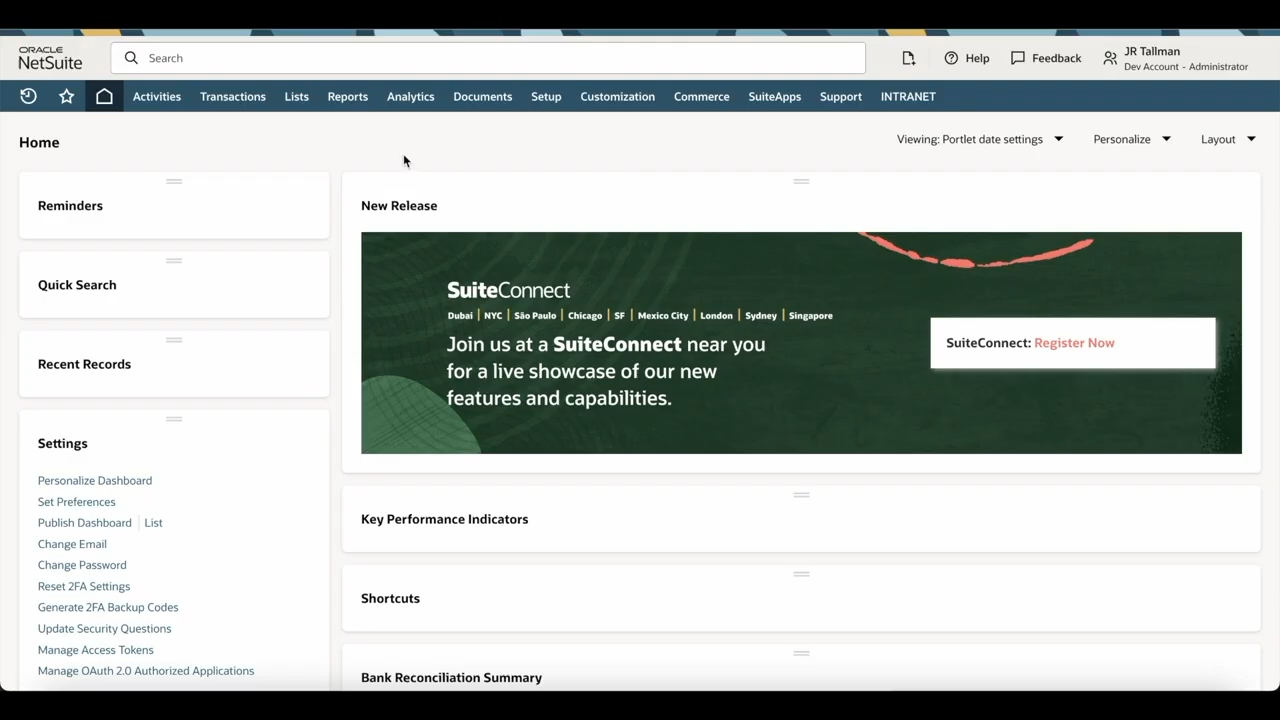 ORACLE
NetSuite
Search
Help
Feedback
JR Tallman
Dev Account - Administrator
Activities
Transactions
Lists
Reports
Analytics
Documents
Setup
Customization
Commerce
SuiteApps
Support
INTRANET
Home
Viewing: Portlet date settings
Personalize
Layout
Reminders
Quick Search
Recent Records
Settings
Personalize Dashboard
Set Preferences
Publish Dashboard | List
Change Email
Change Password
Reset 2FA Settings
Generate 2FA Backup Codes
Update Security Questions
Manage Access Tokens
Manage OAuth 2.0 Authorized Applications
New Release
SuiteConnect
Dubai | NYC | São Paulo | Chicago | SF | Mexico City | London | Sydney | Singapore
Join us at a SuiteConnect near you
for a live showcase of our new
features and capabilities.
SuiteConnect: Register Now
Key Performance Indicators
Shortcuts
Bank Reconciliation Summary